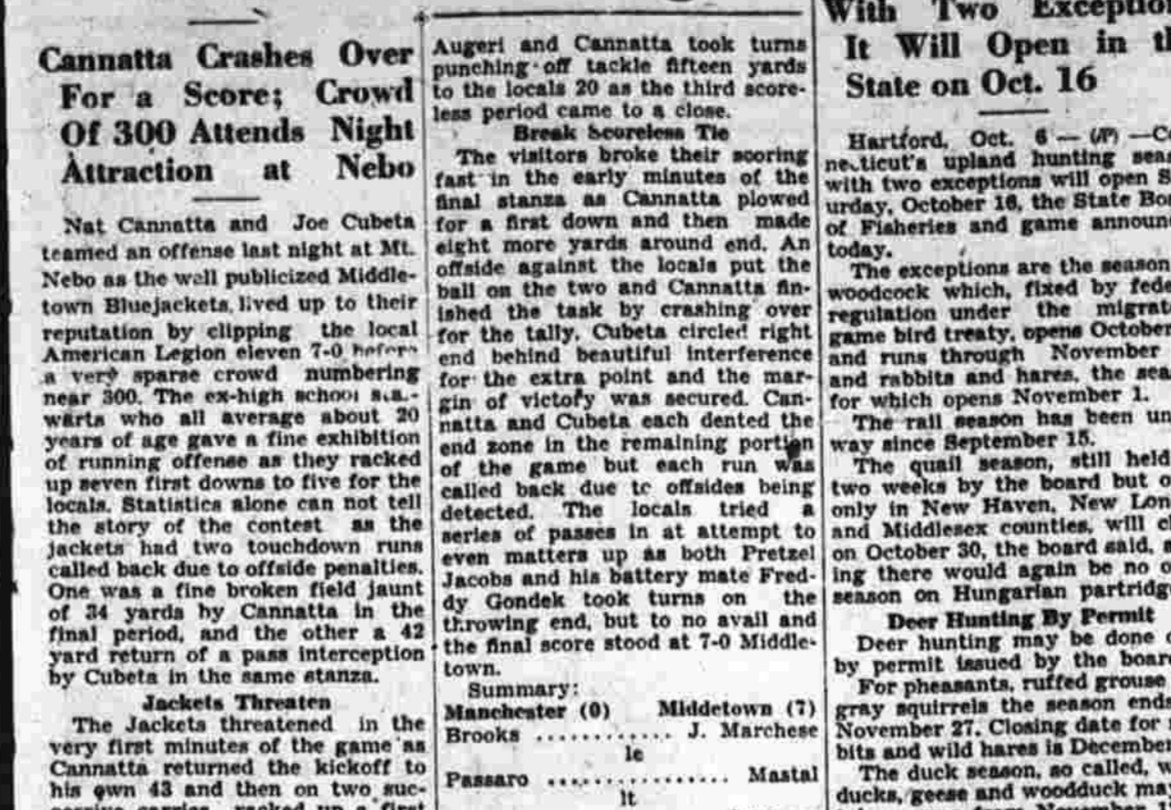 Cannatta Crashes Over
For a Score; Crowd
Of 300 Attends Night
Attraction at Nebo
Nat Cannatta and Joe Cubeta
teamed an offense last night at Mt.
Nebo as the well publicized Middle-
town Bluejackets, lived up to their
reputation by clipping the local
American Legion eleven 7-0 before
a very sparse crowd numbering
near 300. The ex-high school
warts who all average about 20
years of age gave a fine exhibition
of running offense as they racked
up seven first downs to five for the
locals. Statistics alone can not tell
the story of the contest as the
jackets had two touchdown runs
called back due to offside penalties.
One was a fine broken field jaunt
of 34 yards by Cannatta in the
final period, and the other a 42
yard return of a pass interception
by Cubeta in the same stanza.
Jackets Threaten
The Jackets threatened in the
very first minutes of the game as
Cannatta returned the kickoff to
his own 43 and then on two suc-
cessive carries racked up a first
Augeri and Cannatta took turns
punching off tackle fifteen yards
to the locals 20 as the third score-
less period came to a close.
Break Scoreless Tie
The visitors broke their scoring
fast in the early minutes of the
final stanza as Cannatta plowed
for a first down and then made
eight more yards around end. An
offside against the locals put the
ball on the two and Cannatta fin-
ished the task by crashing over
for the tally. Cubeta circled right
end behind beautiful interference
for the extra point and the mar-
gin of victory was secured. Can-
natta and Cubeta each dented the
end zone in the remaining portion
of the game but each run was
called back due to offsides being
detected. The locals tried a
series of passes in at attempt to
even matters up as both Pretzel
Jacobs and his battery mate Fred-
dy Gondek took turns on the
throwing end, but to no avail and
the final score stood at 7-0 Middle-
town.
Summary:
Manchester (0) Middetown (7)
Brooks ............ J. Marchese
le
Passaro ................ Mastal
lt
With Two Exception
It Will Open in th
State on Oct. 16
Hartford, Oct. 6 — (AP) —C
necticut's upland hunting sea
with two exceptions will open S
urday, October 16, the State Bo
of Fisheries and game announ
today.
The exceptions are the season
woodcock which, fixed by fede
regulation under the migrat
game bird treaty, opens October
and runs through November
and rabbits and hares, the sea
for which opens November 1.
The rail season has been un
way since September 15.
The quail season, still held
two weeks by the board but o
only in New Haven, New Lon
and Middlesex counties, will o
on October 30, the board said, a
ing there would again be no o
season on Hungarian partridg
Deer Hunting By Permit
Deer hunting may be done
by permit issued by the boar
For pheasants, ruffed grouse
gray squirrels the season ends
November 27. Closing date for
bits and wild hares is December
The duck season, so called, w
ducks, geese and woodduck ma